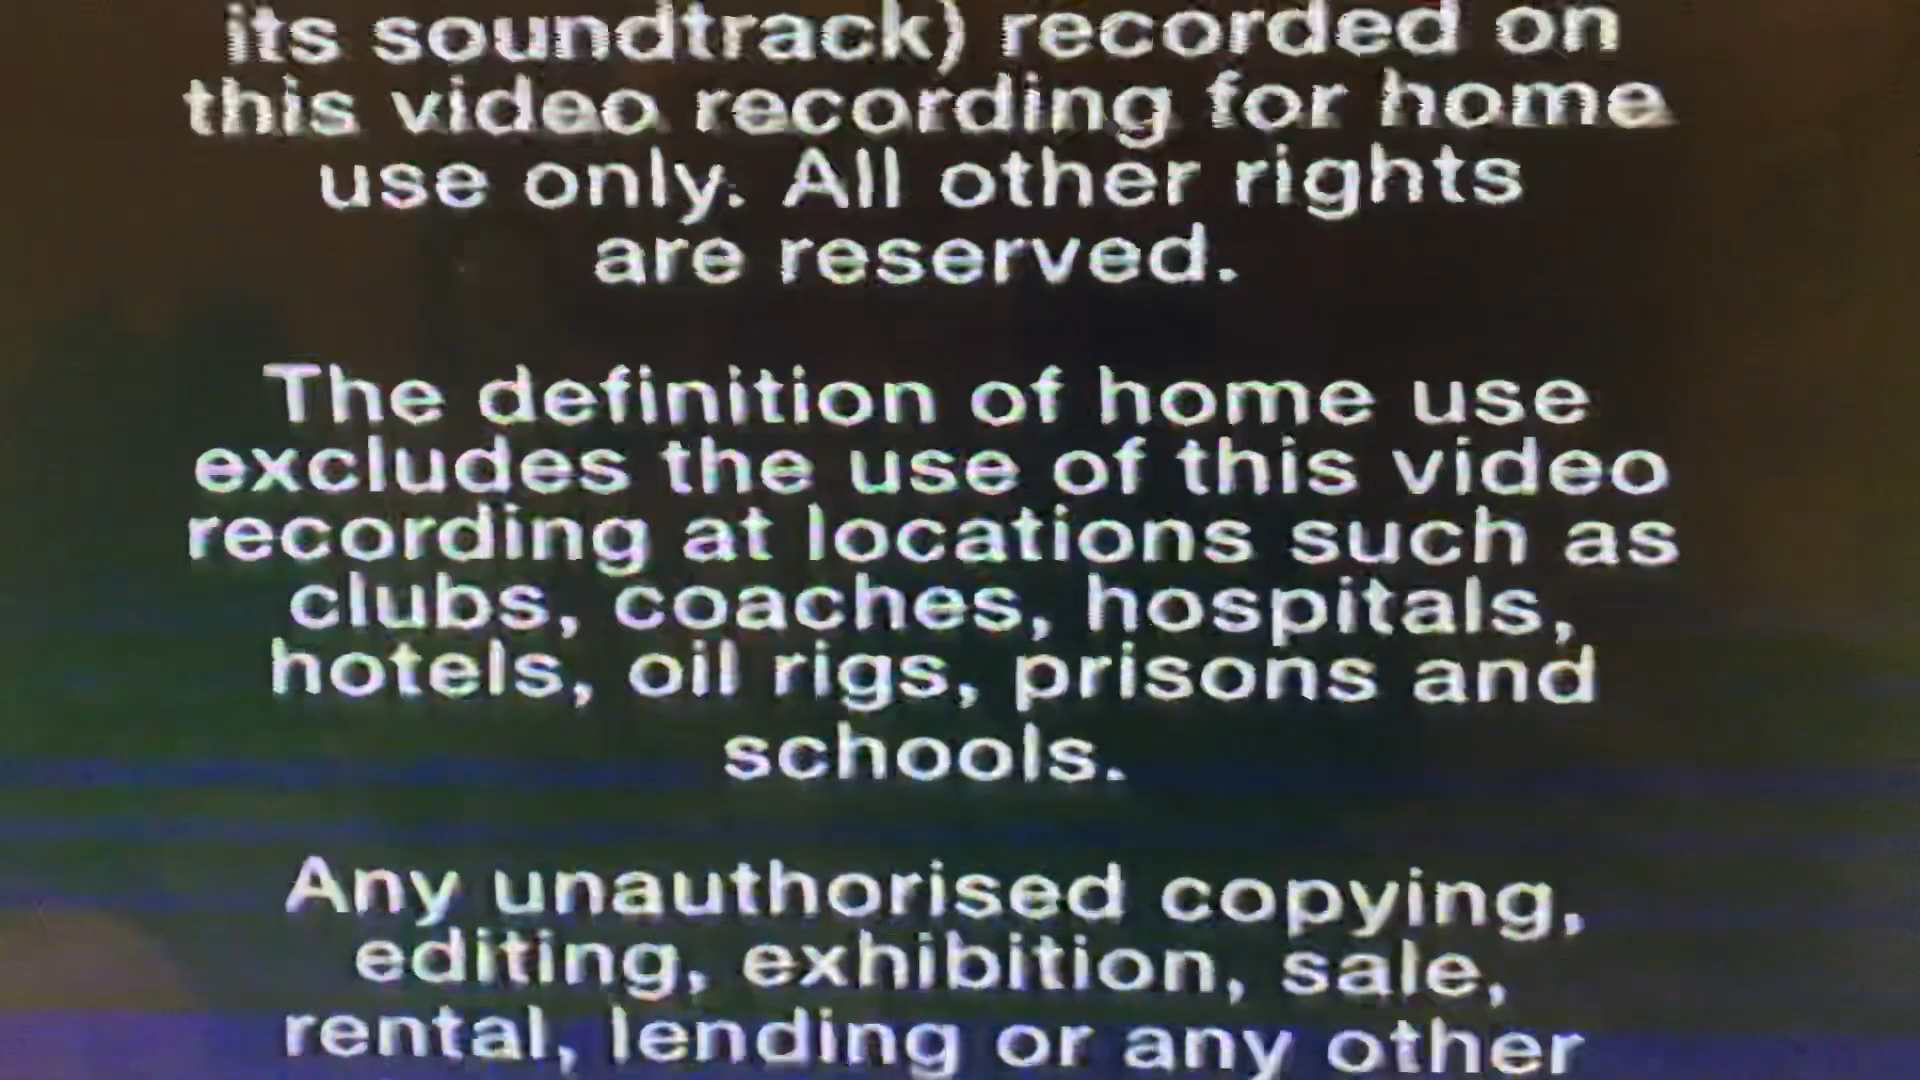 its soundtrack) recorded on
this video recording for home
use only. All other rights
are reserved.
The definition of home use
excludes the use of this video
recording at locations such as
clubs, coaches, hospitals,
hotels, oil rigs, prisons and
schools.
Any unauthorised copying,
editing, exhibition, sale,
rental, lending or any other